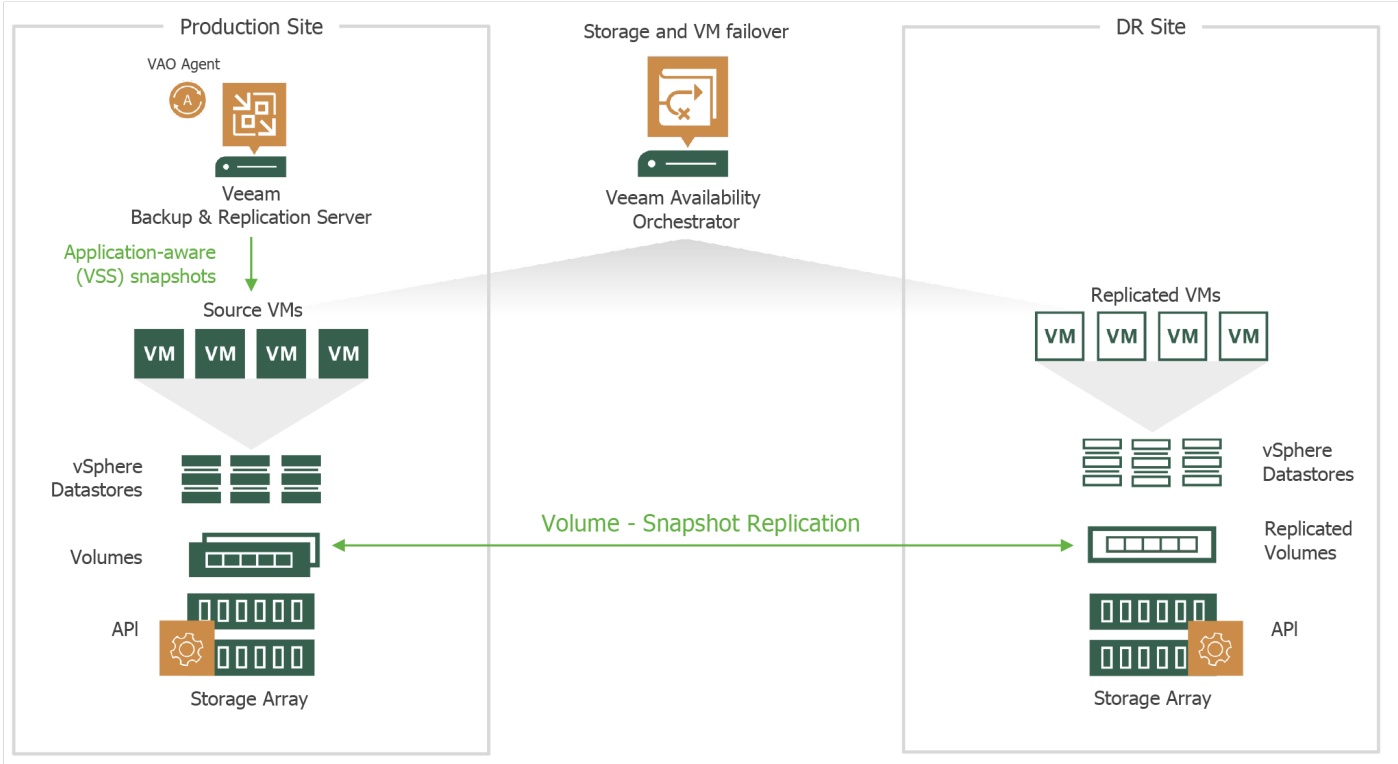 Production Site
VAO Agent
A
Veeam
Backup & Replication Server
Application-aware
(VSS) snapshots
Source VMs
VM VM VM VM
vSphere
Datastores
Volumes
API
Storage Array
Storage and VM failover
Veeam Availability
Orchestrator
Volume - Snapshot Replication
DR Site
Replicated VMs
VM VM VM VM
vSphere
Datastores
Replicated
Volumes
API
Storage Array